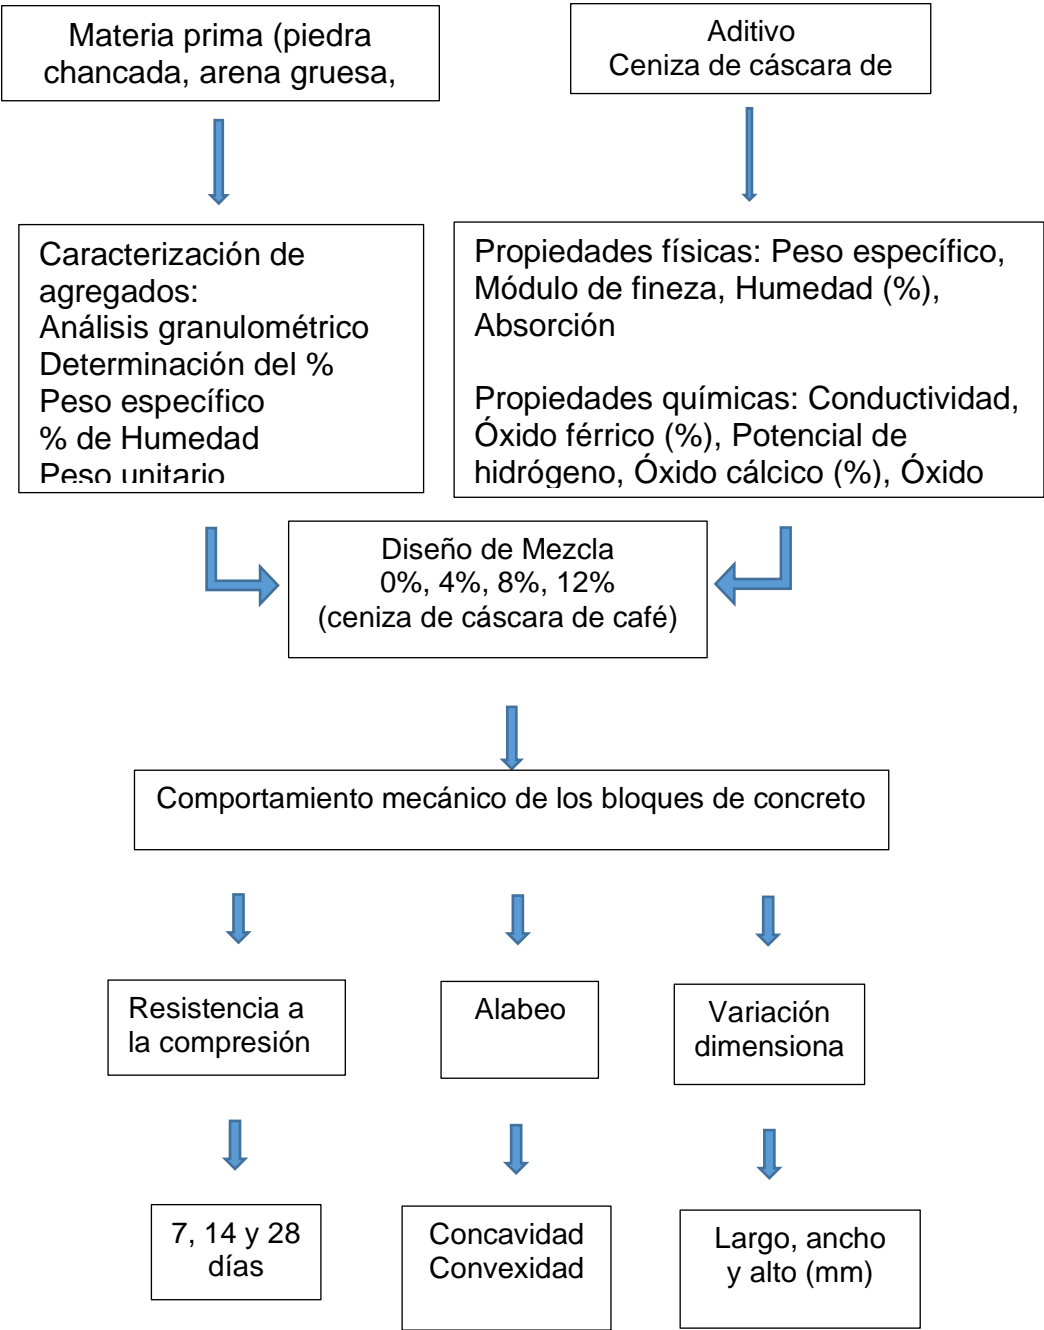 Materia prima (piedra
chancada, arena gruesa,
Aditivo
Ceniza de cáscara de
Caracterización de
agregados:
Análisis granulométrico
Determinación del %
Peso específico
% de Humedad
Peso unitario
Propiedades físicas: Peso específico,
Módulo de fineza, Humedad (%),
Absorción
Propiedades químicas: Conductividad,
Óxido férrico (%), Potencial de
hidrógeno, Óxido cálcico (%), Óxido
Diseño de Mezcla
0%, 4%, 8%, 12%
(ceniza de cáscara de café)
Comportamiento mecánico de los bloques de concreto
Resistencia a
la compresión
Alabeo
Variación
dimensiona
7, 14 y 28
días
Concavidad
Convexidad
Largo, ancho
y alto (mm)